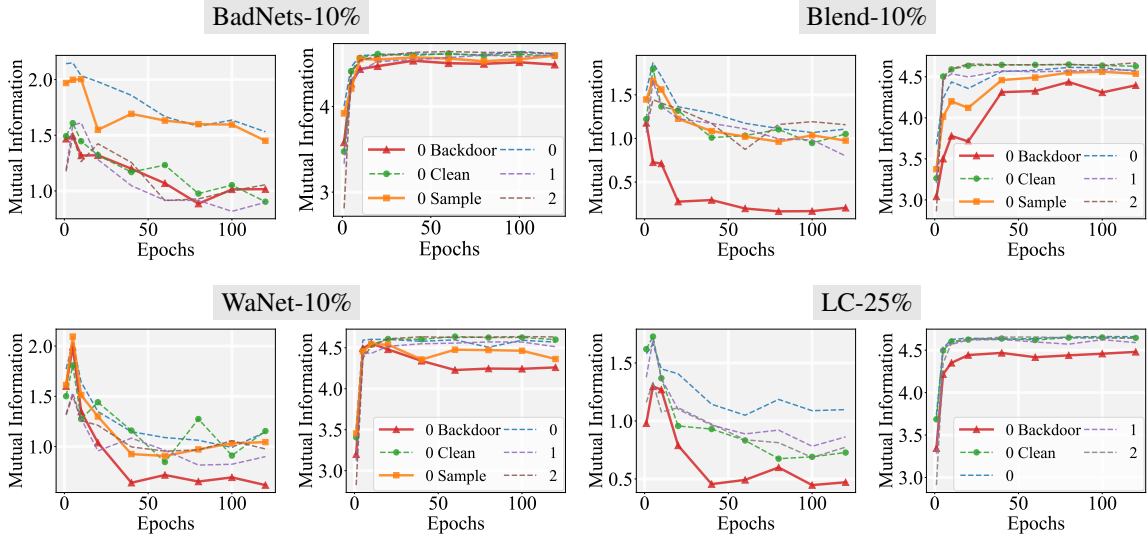 BadNets-10%
Blend-10%
Mutual Information
2.0
1.5
1.0
0 50 100
Epochs
Mutual Information
4
3
0 50 100
Epochs
0 Backdoor
0 Clean
0 Sample
0
1
2
Mutual Information
1.5
1.0
0.5
0 50 100
Epochs
Mutual Information
4.5
4.0
3.5
3.0
0 50 100
Epochs
0 Backdoor
0 Clean
0 Sample
0
1
2
WaNet-10%
LC-25%
Mutual Information
2.0
1.5
1.0
0 50 100
Epochs
Mutual Information
4.5
4.0
3.5
3.0
0 50 100
Epochs
0 Backdoor
0 Clean
0 Sample
0
1
2
Mutual Information
1.5
1.0
0.5
0 50 100
Epochs
Mutual Information
4.5
4.0
3.5
3.0
0 50 100
Epochs
0 Backdoor
0 Clean
0
1
2